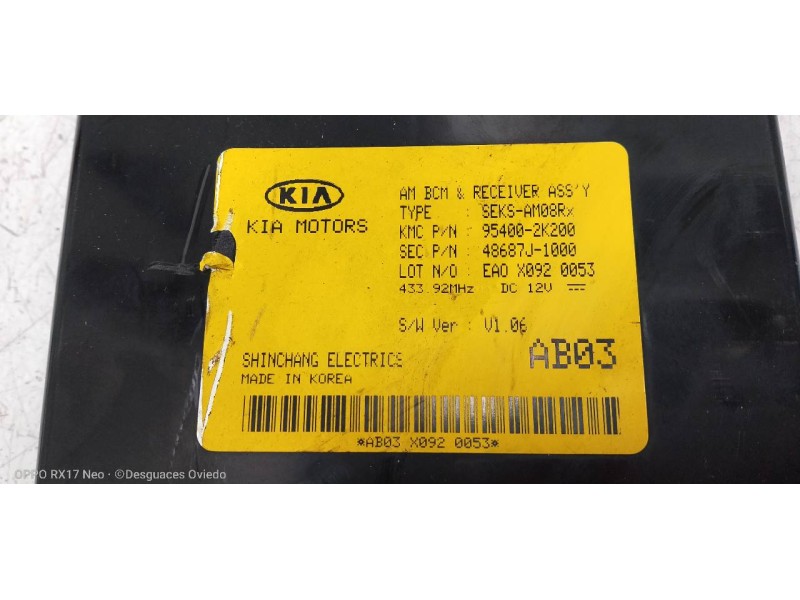 KIA
KIA MOTORS
AM BCM & RECEIVER ASS'Y
TYPE : SEKS-AM08Rx
KMC P/N : 95400-2K200
SEC P/N : 48687J-1000
LOT N/O : EAO X092 0053
433.92MHz DC 12V
S/W Ver : V1.06
AB03
SHINCHANG ELECTRICS
MADE IN KOREA
*AB03 X092 0053*
OPPO RX17 Neo · ©Desguaces Oviedo